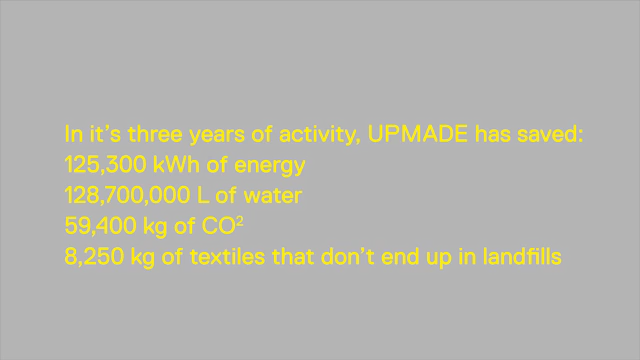 In it’s three years of activity, UPMADE has saved:
125,300 kWh of energy
128,700,000 L of water
59,400 kg of CO²
8,250 kg of textiles that don’t end up in landfills